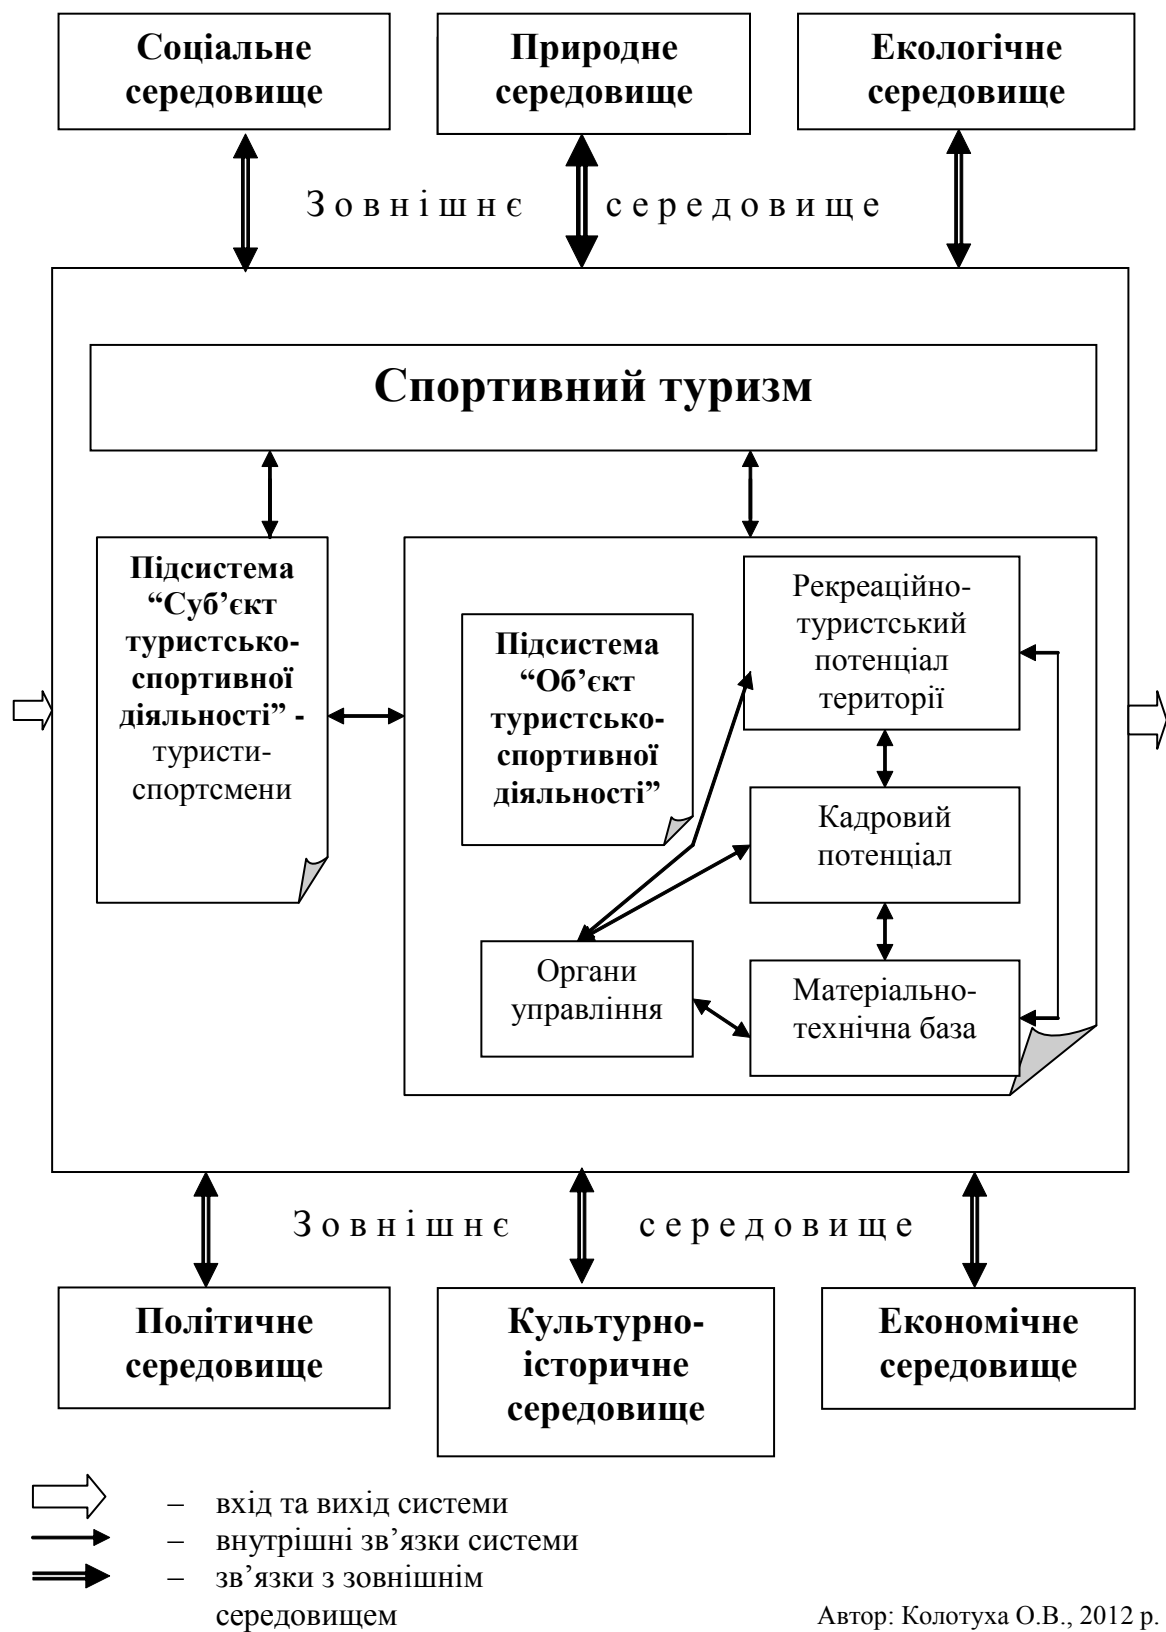 Соціальне
середовище
Природне
середовище
Екологічне
середовище
З о в н і ш н є     с е р е д о в и щ е
Спортивний туризм
Підсистема
“Суб’єкт
туристсько-
спортивної
діяльності” -
туристи-
спортсмени
Підсистема
“Об’єкт
туристсько-
спортивної
діяльності”
Рекреаційно-
туристський
потенціал
території
Кадровий
потенціал
Органи
управління
Матеріально-
технічна база
З о в н і ш н є     с е р е д о в и щ е
Політичне
середовище
Культурно-
історичне
середовище
Економічне
середовище
– вхід та вихід системи
– внутрішні зв’язки системи
– зв’язки з зовнішнім
середовищем
Автор: Колотуха О.В., 2012 р.